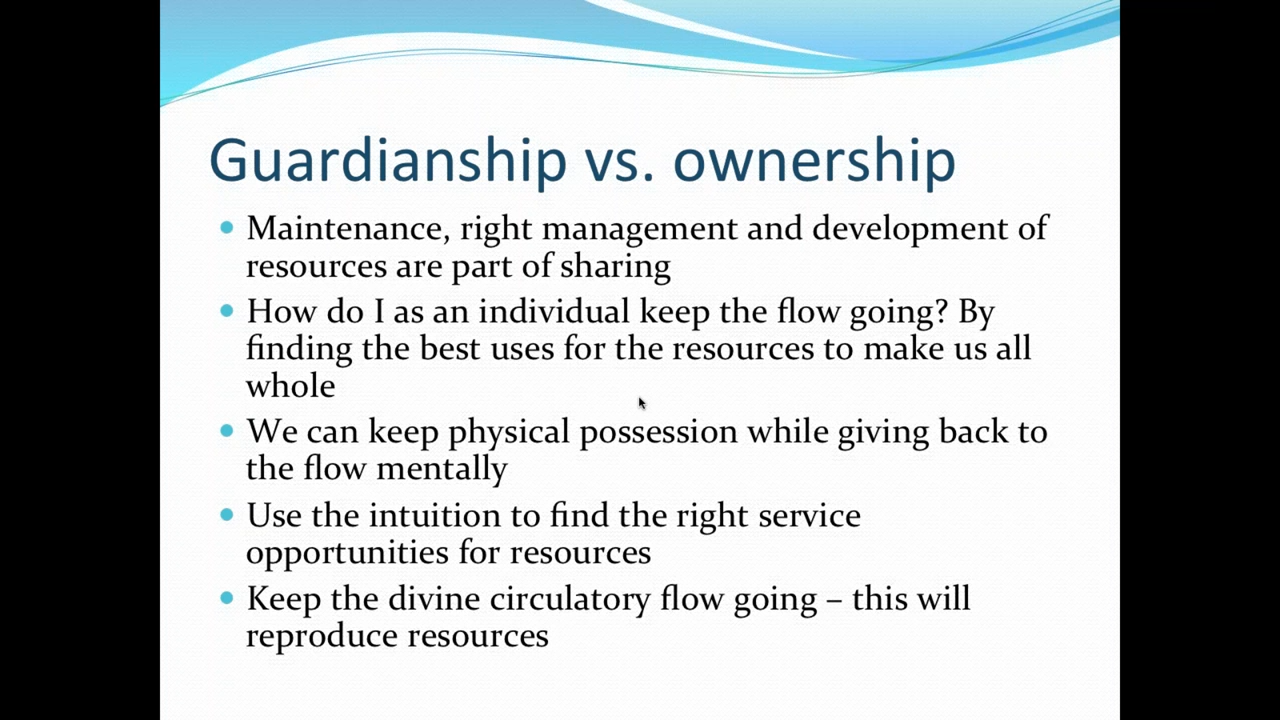 Guardianship vs. ownership
• Maintenance, right management and development of
resources are part of sharing
• How do I as an individual keep the flow going? By
finding the best uses for the resources to make us all
whole
• We can keep physical possession while giving back to
the flow mentally
• Use the intuition to find the right service
opportunities for resources
• Keep the divine circulatory flow going – this will
reproduce resources